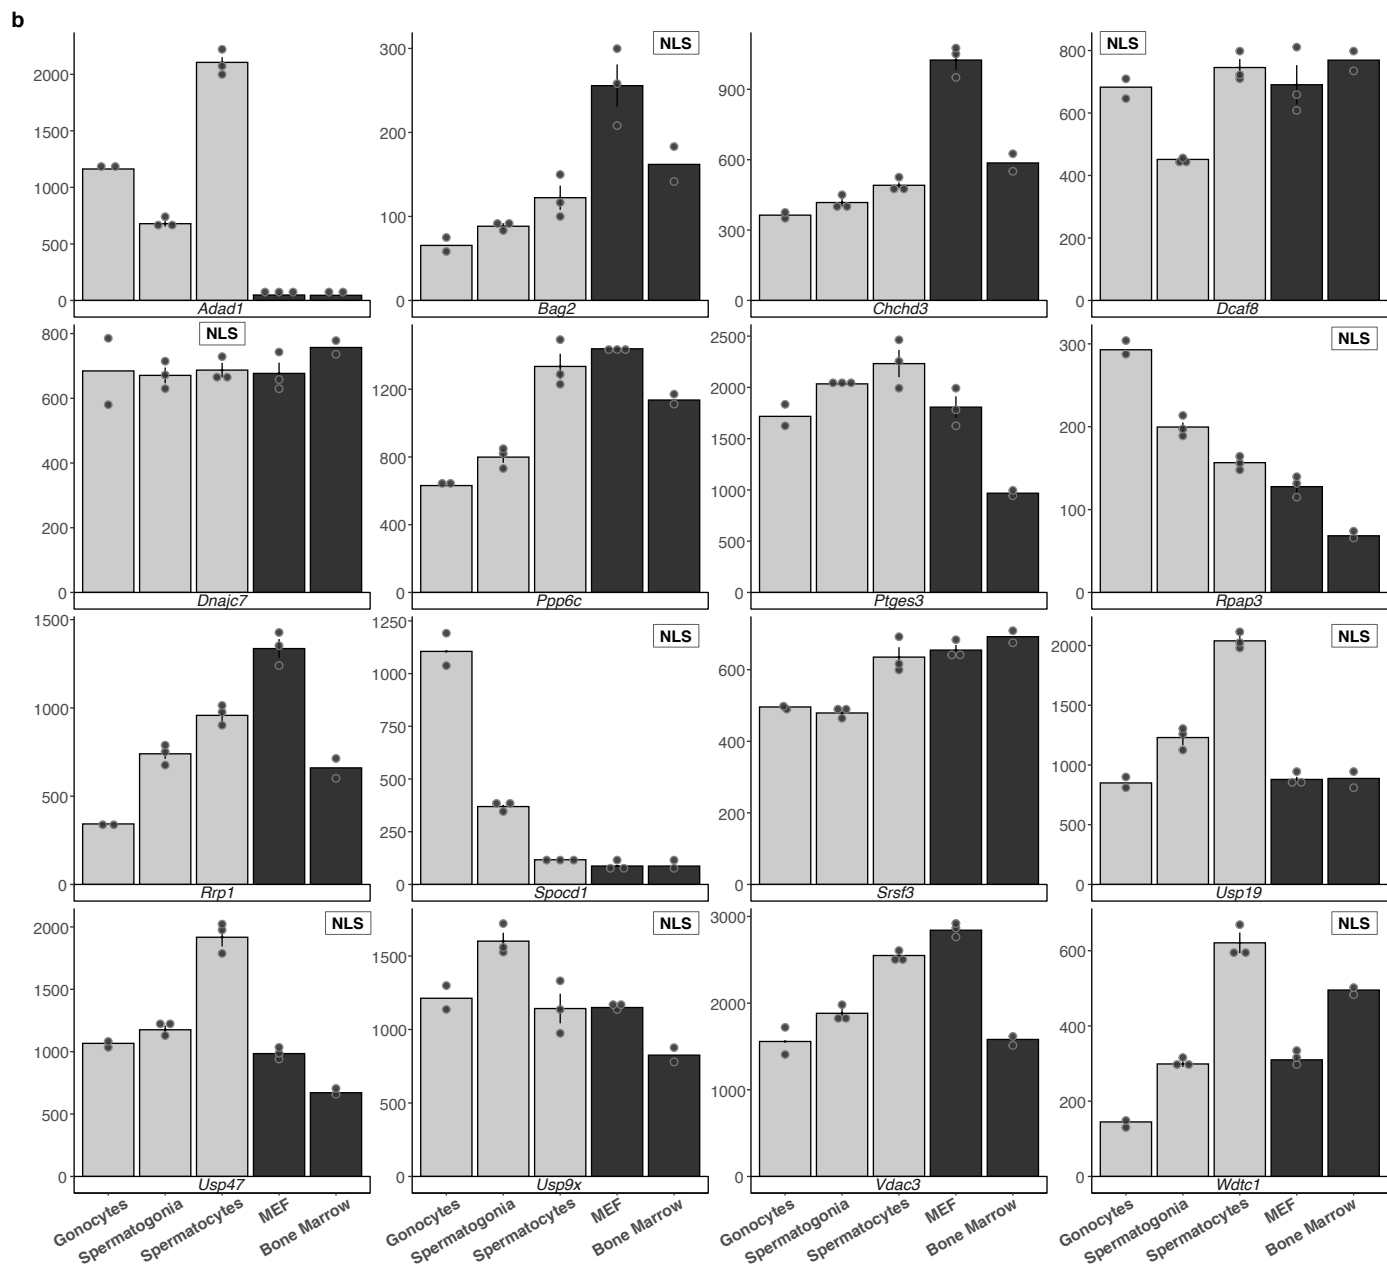 b
NLS
NLS
2000
1500
1000
500
0
Adad1
300
200
100
0
Bag2
900
600
300
0
Chchd3
800
600
400
200
0
Dcaf8
NLS
NLS
800
600
400
200
0
Dnajc7
1200
800
400
0
Ppp6c
2500
2000
1500
1000
500
0
Ptges3
300
200
100
0
Rpap3
NLS
NLS
1500
1000
500
0
Rrp1
1250
1000
750
500
250
0
Spocd1
600
400
200
0
Srsf3
2000
1500
1000
500
0
Usp19
NLS
NLS
NLS
2000
1500
1000
500
0
Usp47
1500
1000
500
0
Usp9x
3000
2000
1000
0
Vdac3
600
400
200
0
Wdtc1
Gonocytes
Spermatogonia
Spermatocytes
MEF
Bone Marrow
Gonocytes
Spermatogonia
Spermatocytes
MEF
Bone Marrow
Gonocytes
Spermatogonia
Spermatocytes
MEF
Bone Marrow
Gonocytes
Spermatogonia
Spermatocytes
MEF
Bone Marrow